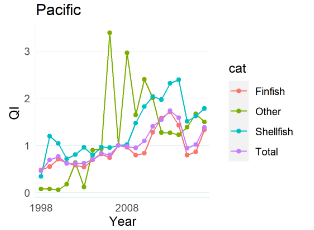 Pacific
3
2
1
0
QI
1998
2008
Year
cat
Finfish
Other
Shellfish
Total